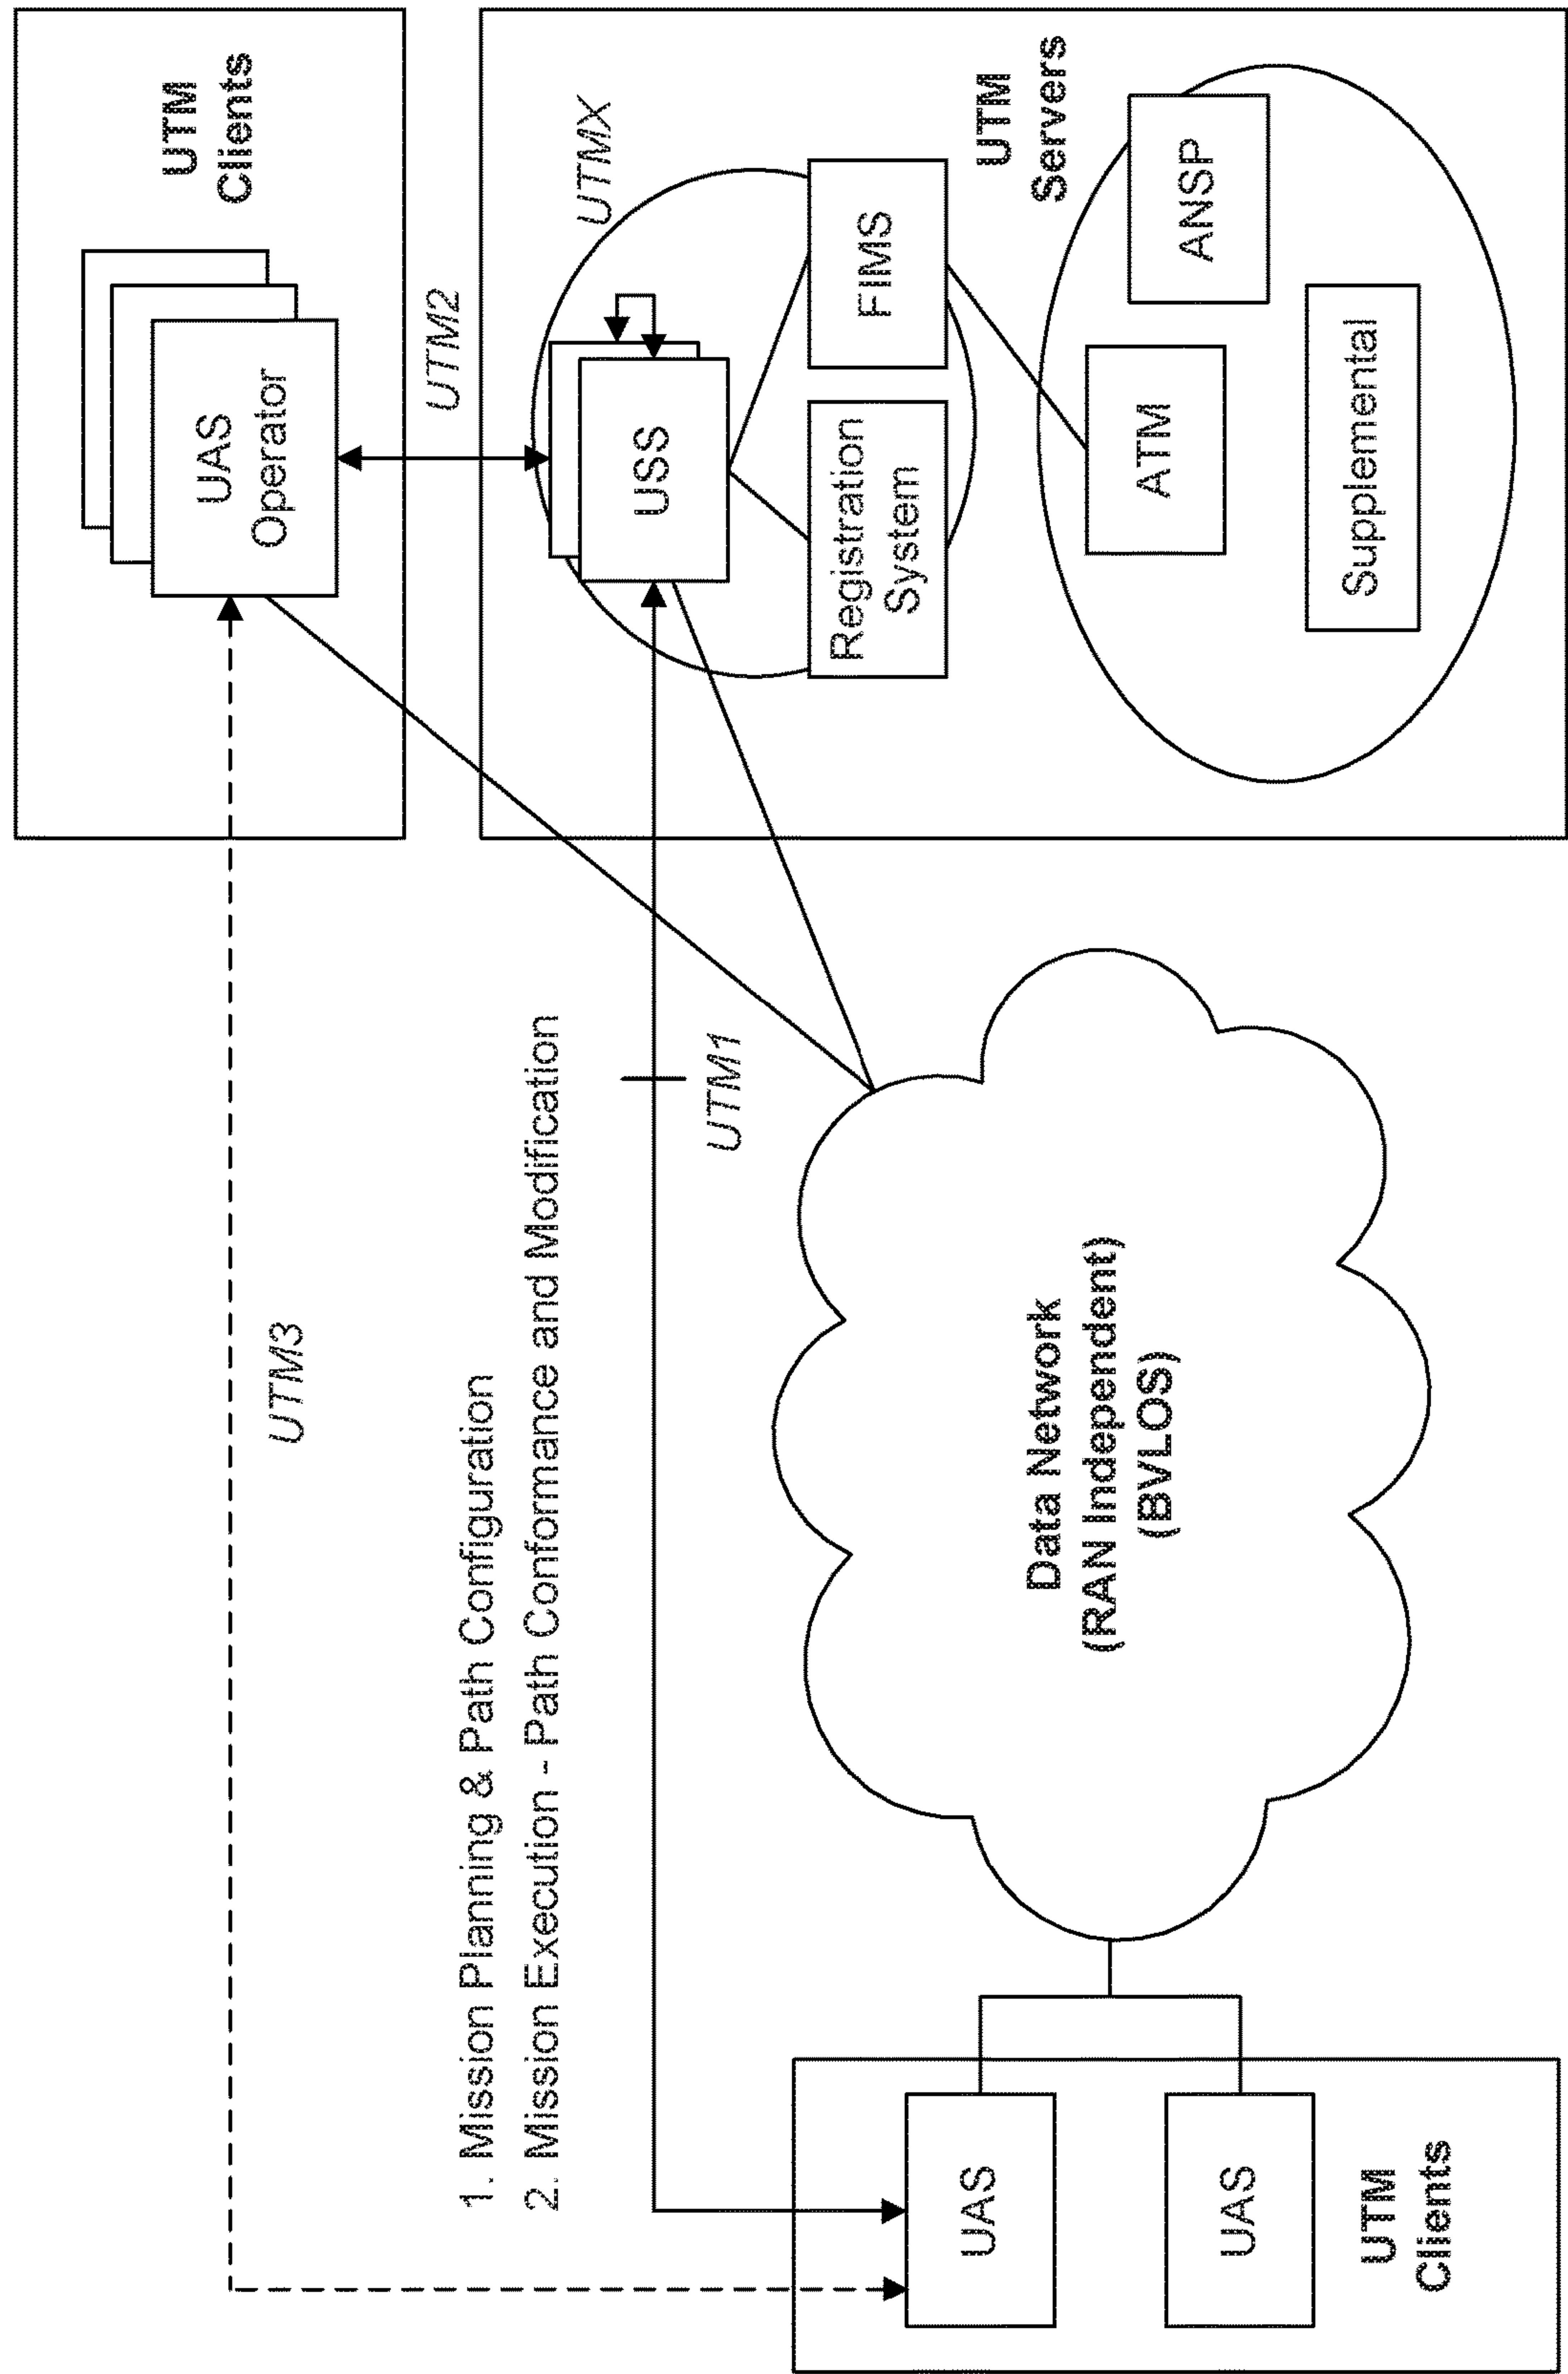 UTM3
1. Mission Planning & Path Configuration
2. Mission Execution - Path Conformance and Modification
UTM1
UAS
Operator
UTM
Clients
UTM2
UTMX
USS
Registration
System
FIMS
UTM
Servers
ATM
ANSP
Supplemental
Data Network
(RAN Independent)
(BVLOS)
UAS
UAS
UTM
Clients